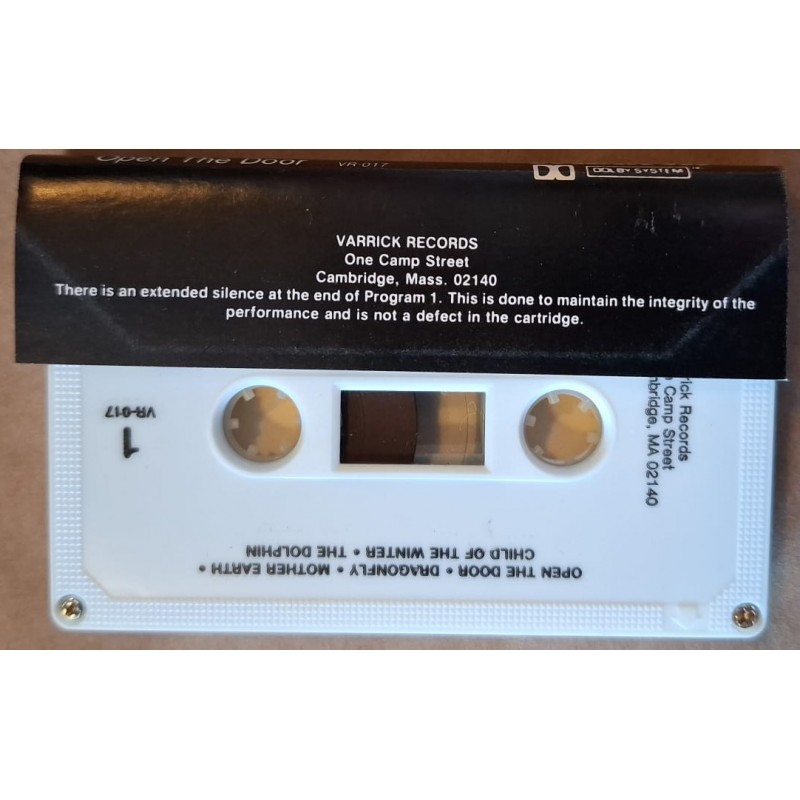 Open The Door VR-017
DOLBY SYSTEM
VARRICK RECORDS
One Camp Street
Cambridge, Mass. 02140
There is an extended silence at the end of Program 1. This is done to maintain the integrity of the
performance and is not a defect in the cartridge.
VR-017
1
rick Records
Camp Street
bridge, MA 02140
OPEN THE DOOR • DRAGONFLY • MOTHER EARTH •
CHILD OF THE WINTER • THE DOLPHIN